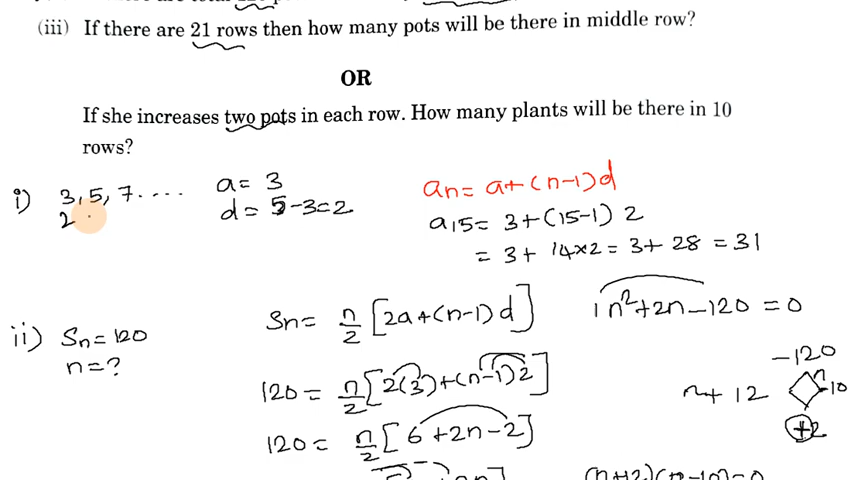 (iii) If there are 21 rows then how many pots will be there in middle row?
OR
If she increases two pots in each row. How many plants will be there in 10
rows?
i) 3, 5, 7 .... a = 3
2 d = 5-3=2
an = a+(n-1)d
a15 = 3+(15-1) 2
= 3+ 14×2 = 3+ 28 = 31
ii) Sn = 120
n = ?
Sn = n/2 [2a+(n-1)d]
120 = n/2 [2(3)+(n-1)2]
120 = n/2 [6+2n-2]
1n²+2n-120 = 0
-120
n+12 n -10
+2
(n+12)(n-10)=0